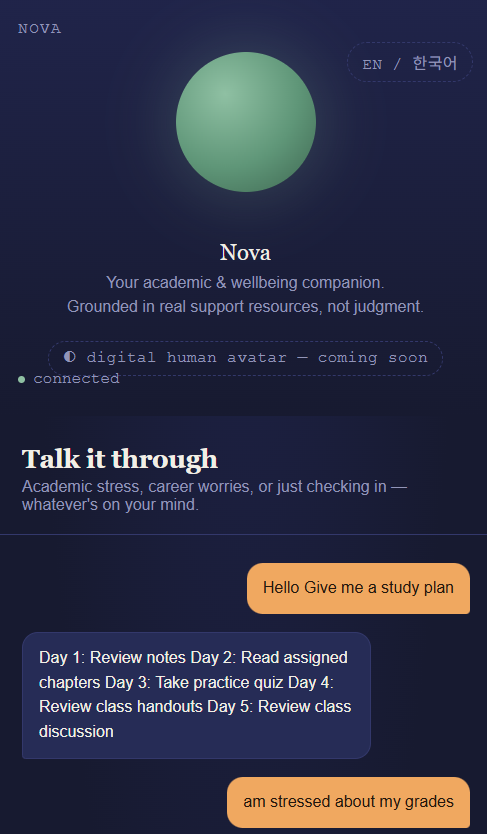 NOVA
EN / 한국어
Nova
Your academic & wellbeing companion.
Grounded in real support resources, not judgment.
digital human avatar — coming soon
connected
Talk it through
Academic stress, career worries, or just checking in —
whatever's on your mind.
Hello Give me a study plan
Day 1: Review notes Day 2: Read assigned
chapters Day 3: Take practice quiz Day 4:
Review class handouts Day 5: Review class
discussion
am stressed about my grades